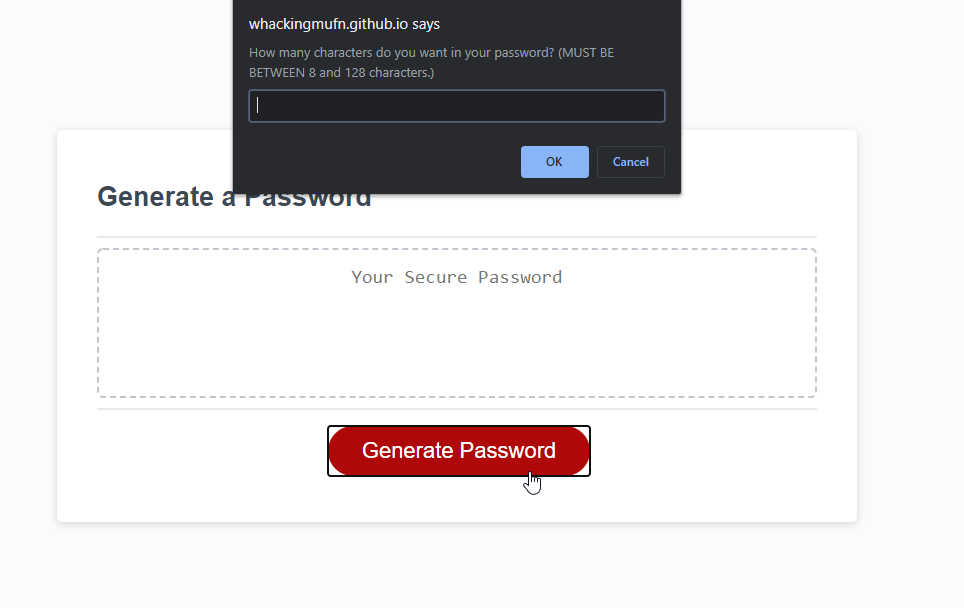 whackingmufn.github.io says
How many characters do you want in your password? (MUST BE
BETWEEN 8 and 128 characters.)
OK
Cancel
Generate a Password
Your Secure Password
Generate Password